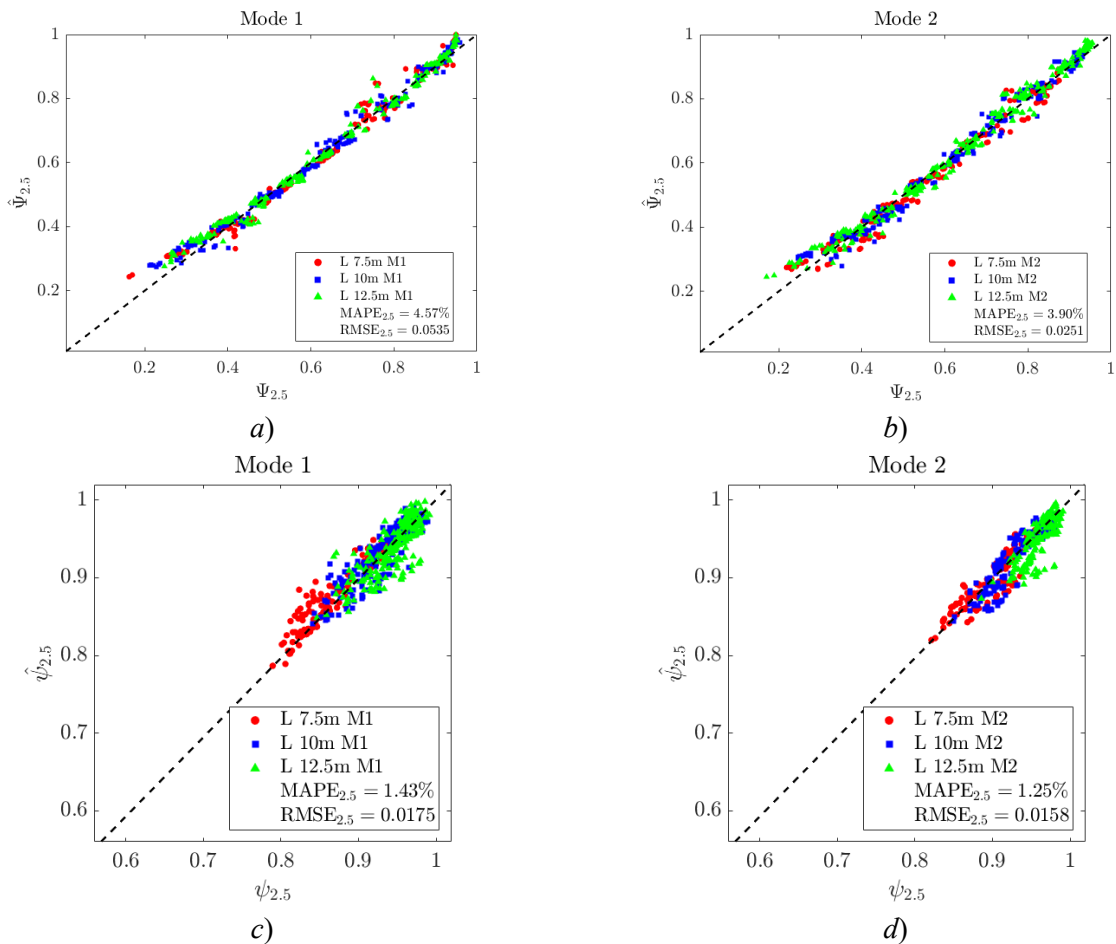 Mode 1
1
0.8
0.6
0.4
0.2
Ψ̂2.5
L 7.5m M1
L 10m M1
L 12.5m M1
MAPE2.5 = 4.57%
RMSE2.5 = 0.0535
0.2 0.4 0.6 0.8 1
Ψ2.5
a)
Mode 2
1
0.8
0.6
0.4
0.2
Ψ̂2.5
L 7.5m M2
L 10m M2
L 12.5m M2
MAPE2.5 = 3.90%
RMSE2.5 = 0.0251
0.2 0.4 0.6 0.8 1
Ψ2.5
b)
Mode 1
1
0.9
0.8
0.7
0.6
ψ̂2.5
L 7.5m M1
L 10m M1
L 12.5m M1
MAPE2.5 = 1.43%
RMSE2.5 = 0.0175
0.6 0.7 0.8 0.9 1
ψ2.5
c)
Mode 2
1
0.9
0.8
0.7
0.6
ψ̂2.5
L 7.5m M2
L 10m M2
L 12.5m M2
MAPE2.5 = 1.25%
RMSE2.5 = 0.0158
0.6 0.7 0.8 0.9 1
ψ2.5
d)